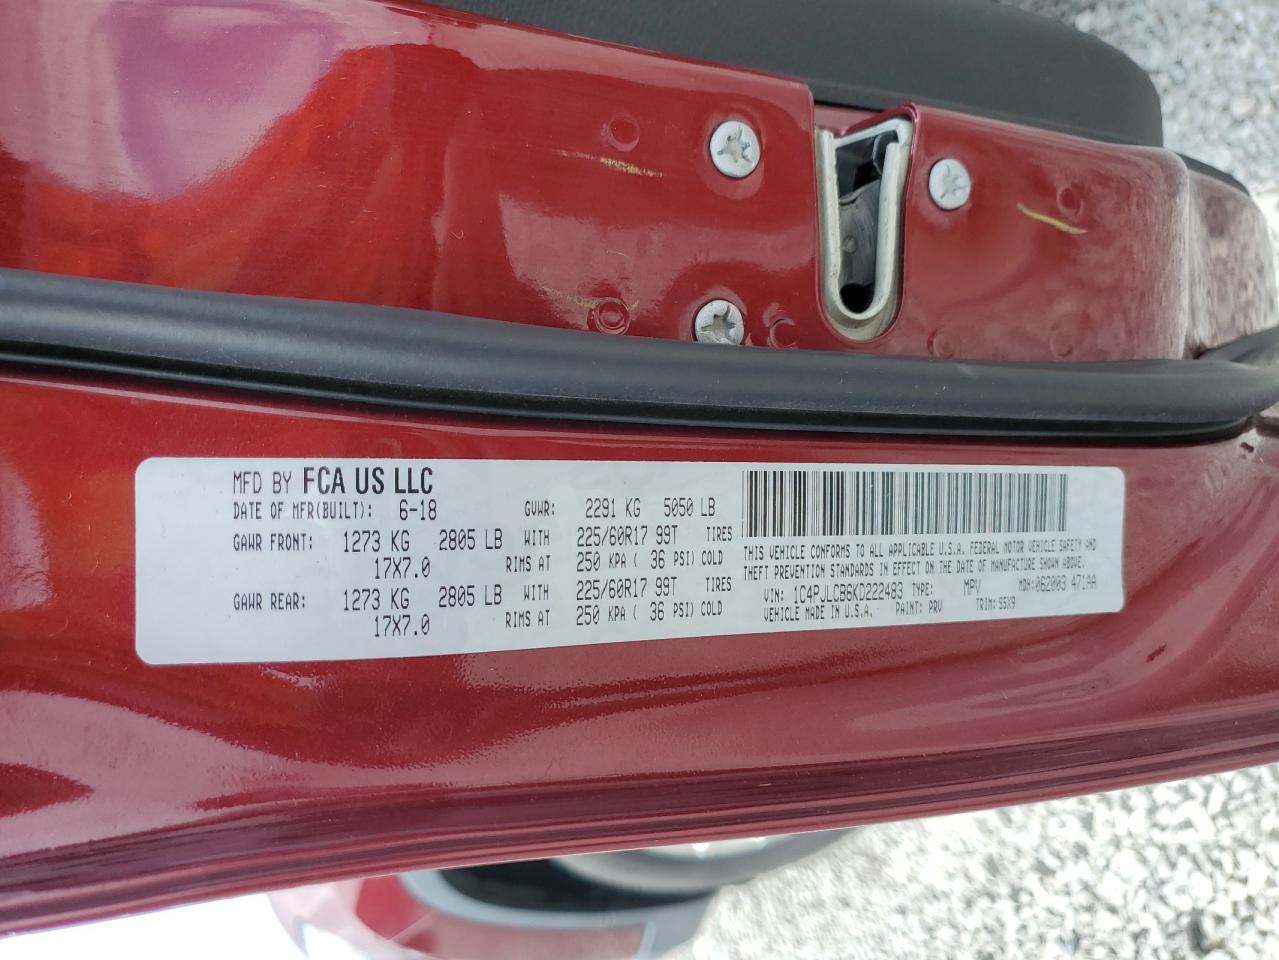 MFD BY FCA US LLC
DATE OF MFR(BUILT): 6-18 GVWR: 2291 KG 5050 LB
GAWR FRONT: 1273 KG 2805 LB WITH 225/60R17 99T TIRES
17X7.0 RIMS AT 250 KPA ( 36 PSI) COLD
GAWR REAR: 1273 KG 2805 LB WITH 225/60R17 99T TIRES
17X7.0 RIMS AT 250 KPA ( 36 PSI) COLD
THIS VEHICLE CONFORMS TO ALL APPLICABLE U.S.A. FEDERAL MOTOR VEHICLE SAFETY AND
THEFT PREVENTION STANDARDS IN EFFECT ON THE DATE OF MANUFACTURE SHOWN ABOVE.
VIN: 1C4PJLCB6KD222483 TYPE: MPV MDH: 062003 471AA
VEHICLE MADE IN U.S.A. PAINT: PRV TRIM: SSX9